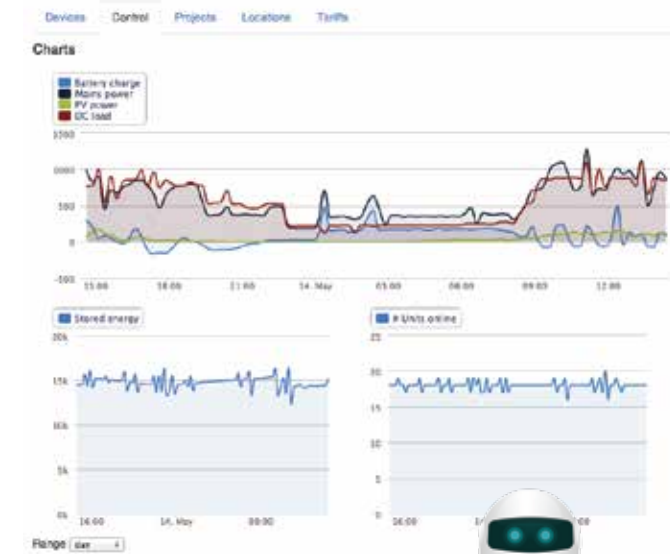 Devices Control Projects Locations Tariffs
Charts
Battery charge
Mains power
PV power
DC load
1500
1000
500
0
-500
15:00 18:00 21:00 14. May 03:00 06:00 09:00 12:00
Stored energy
# Units online
20k
15k
10k
5k
0k
16:00 14. May 08:00
25
20
15
10
5
0
16:00
Range day